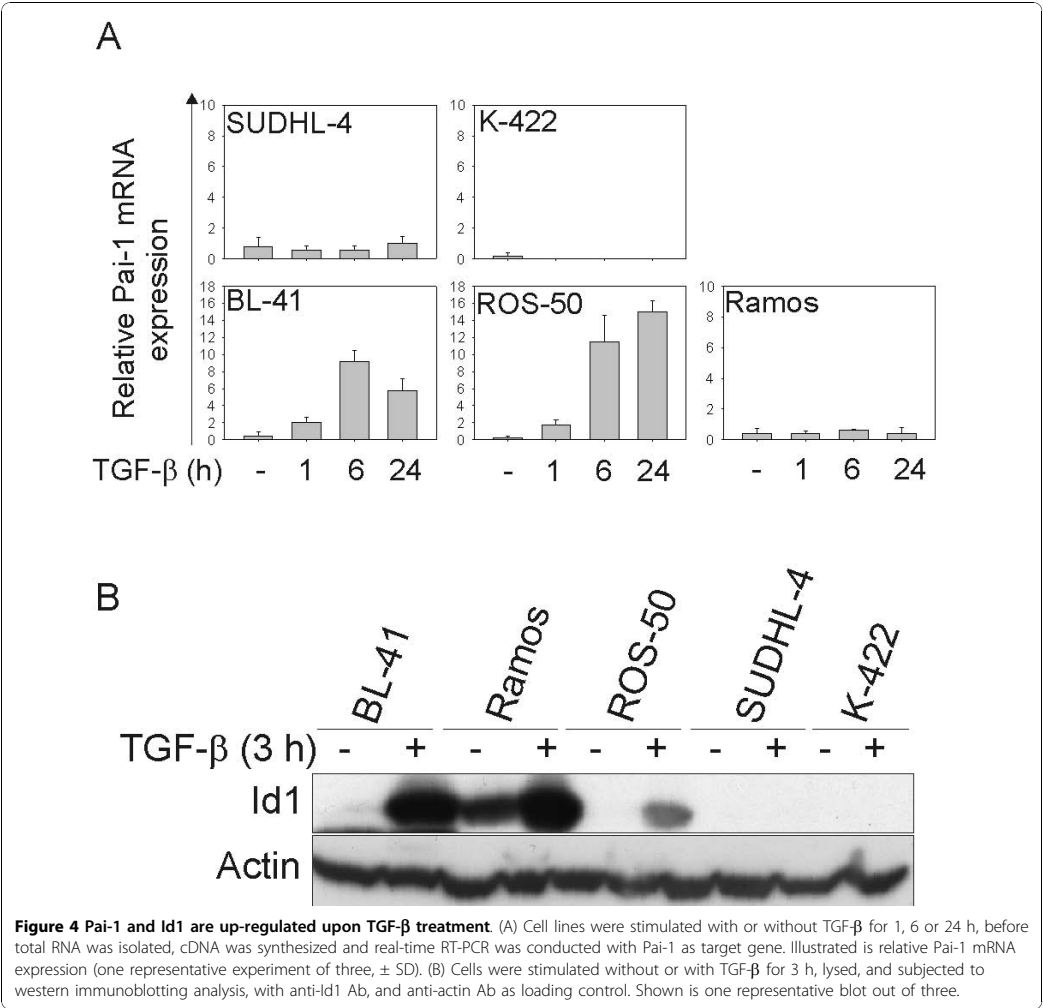 A
Relative Pai-1 mRNA
expression
10
8
6
4
2
0
SUDHL-4
10
8
6
4
2
0
K-422
18
16
14
12
10
8
6
4
2
0
BL-41
18
16
14
12
10
8
6
4
2
0
ROS-50
10
8
6
4
2
0
Ramos
TGF-β (h) - 1 6 24 - 1 6 24 - 1 6 24
B
BL-41 Ramos ROS-50 SUDHL-4 K-422
TGF-β (3 h) - + - + - + - + - +
Id1
Actin
Figure 4 Pai-1 and Id1 are up-regulated upon TGF-β treatment. (A) Cell lines were stimulated with or without TGF-β for 1, 6 or 24 h, before
total RNA was isolated, cDNA was synthesized and real-time RT-PCR was conducted with Pai-1 as target gene. Illustrated is relative Pai-1 mRNA
expression (one representative experiment of three, ± SD). (B) Cells were stimulated without or with TGF-β for 3 h, lysed, and subjected to
western immunoblotting analysis, with anti-Id1 Ab, and anti-actin Ab as loading control. Shown is one representative blot out of three.